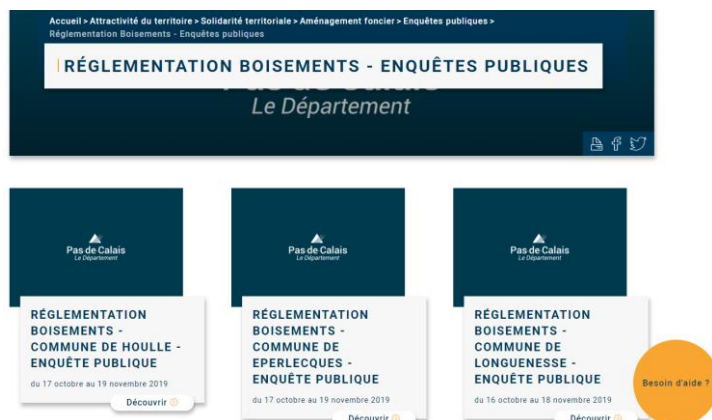 Accueil > Attractivité du territoire > Solidarité territoriale > Aménagement foncier > Enquêtes publiques >
Réglementation Boisements - Enquêtes publiques
RÉGLEMENTATION BOISEMENTS - ENQUÊTES PUBLIQUES
Pas de Calais
Le Département
Pas de Calais
Le Département
RÉGLEMENTATION
BOISEMENTS -
COMMUNE DE HOULLE -
ENQUÊTE PUBLIQUE
du 17 octobre au 19 novembre 2019
Découvrir
Pas de Calais
Le Département
RÉGLEMENTATION
BOISEMENTS -
COMMUNE DE
EPERLECQUES -
ENQUÊTE PUBLIQUE
du 17 octobre au 19 novembre 2019
Découvrir
Pas de Calais
Le Département
RÉGLEMENTATION
BOISEMENTS -
COMMUNE DE
LONGUENESSE -
ENQUÊTE PUBLIQUE
du 16 octobre au 18 novembre 2019
Découvrir
Besoin d'aide ?